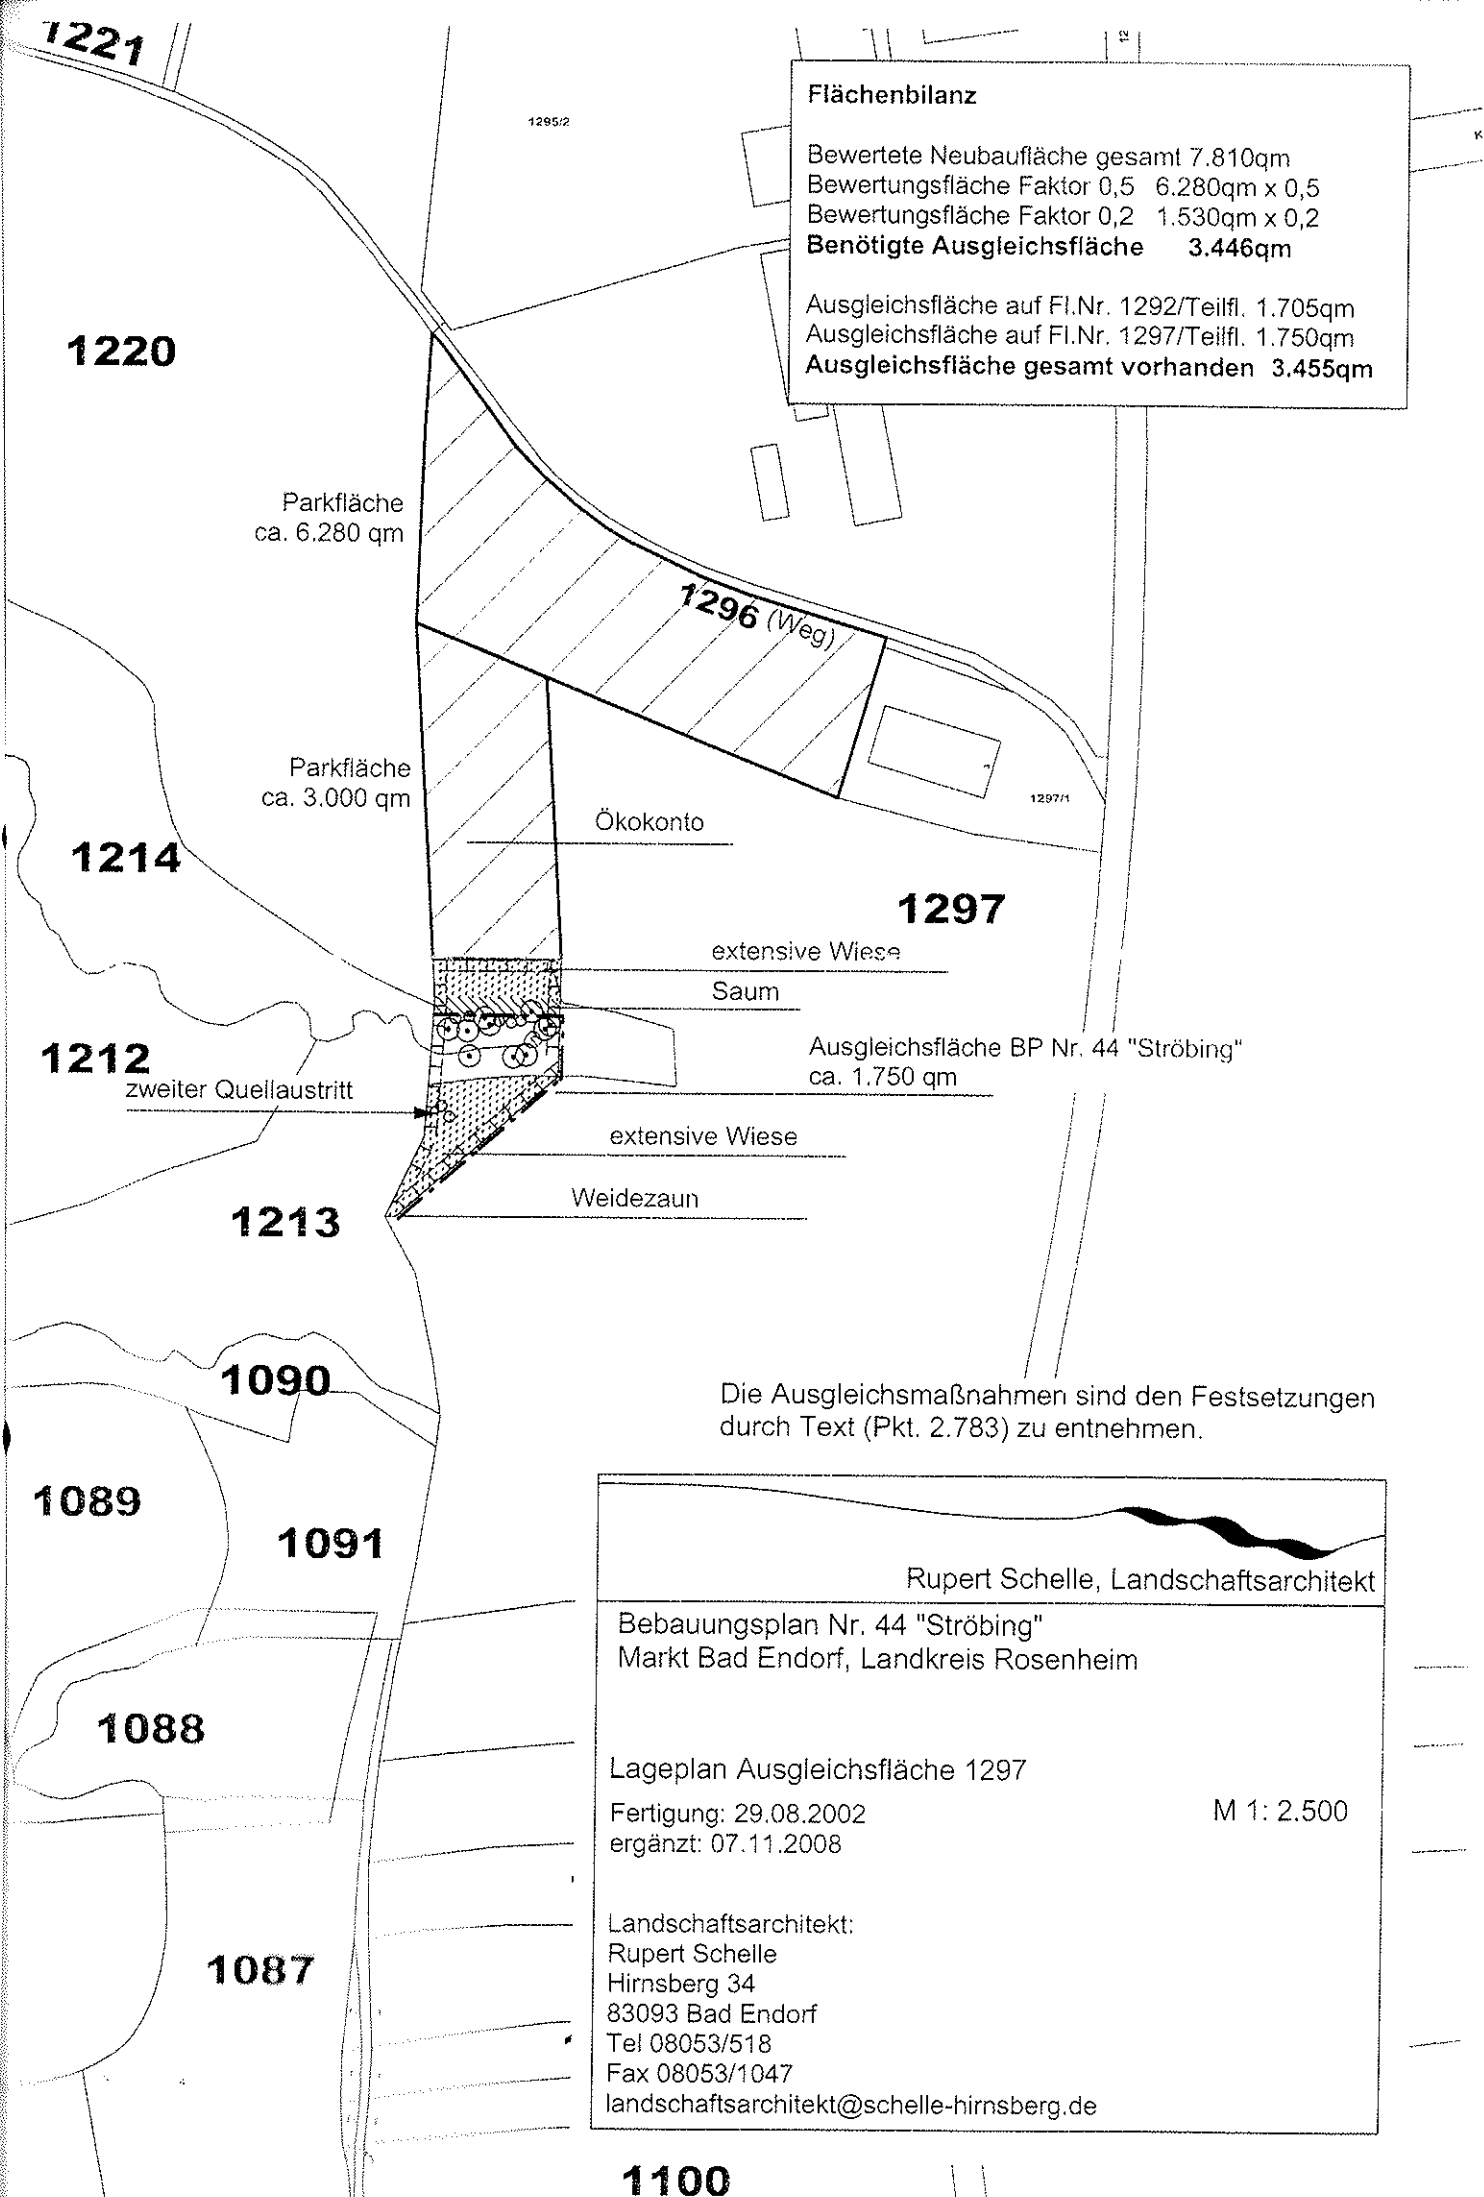 1221
1295/2
12
Flächenbilanz
Bewertete Neubaufläche gesamt 7.810qm
Bewertungsfläche Faktor 0,5 6.280qm x 0,5
Bewertungsfläche Faktor 0,2 1.530qm x 0,2
Benötigte Ausgleichsfläche 3.446qm
Ausgleichsfläche auf Fl.Nr. 1292/Teilfl. 1.705qm
Ausgleichsfläche auf Fl.Nr. 1297/Teilfl. 1.750qm
Ausgleichsfläche gesamt vorhanden 3.455qm
K
1220
Parkfläche
ca. 6.280 qm
1296 (Weg)
Parkfläche
ca. 3.000 qm
Ökokonto
1297/1
1214
1297
extensive Wiese
Saum
1212
Ausgleichsfläche BP Nr. 44 "Ströbing"
ca. 1.750 qm
zweiter Quellaustritt
extensive Wiese
Weidezaun
1213
1090
Die Ausgleichsmaßnahmen sind den Festsetzungen
durch Text (Pkt. 2.783) zu entnehmen.
1089
1091
Rupert Schelle, Landschaftsarchitekt
Bebauungsplan Nr. 44 "Ströbing"
Markt Bad Endorf, Landkreis Rosenheim
1088
Lageplan Ausgleichsfläche 1297
Fertigung: 29.08.2002 M 1: 2.500
ergänzt: 07.11.2008
Landschaftsarchitekt:
Rupert Schelle
Hirnsberg 34
83093 Bad Endorf
Tel 08053/518
Fax 08053/1047
landschaftsarchitekt@schelle-hirnsberg.de
1087
1100